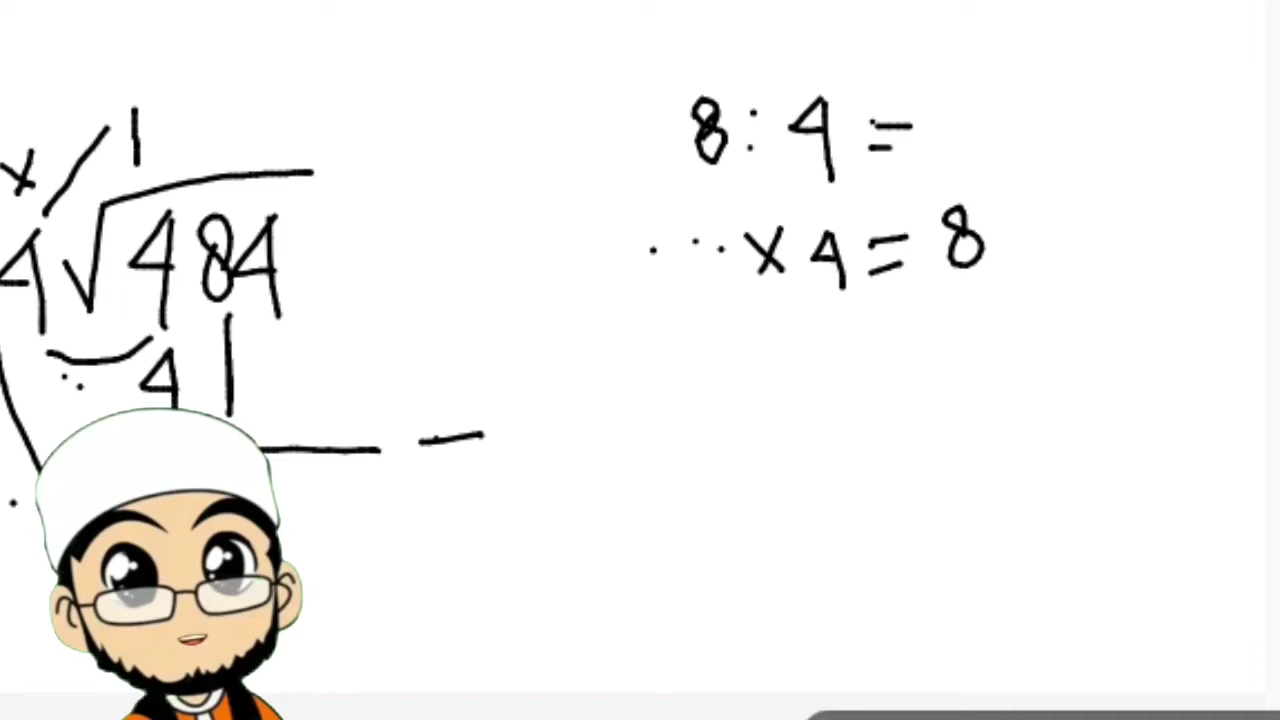 x / 1
4√484
: 4
8 : 4 =
... x 4 = 8